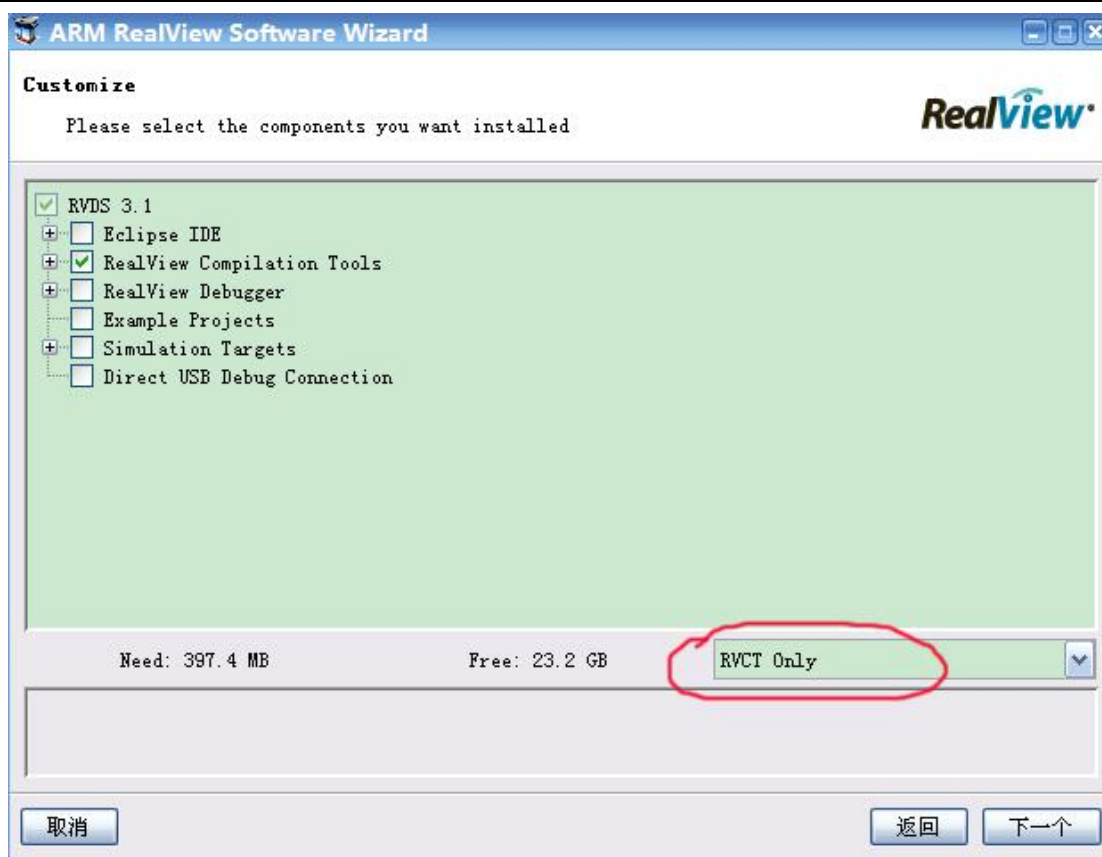 ARM RealView Software Wizard
Customize
Please select the components you want installed
RealView
RVDS 3.1
Eclipse IDE
RealView Compilation Tools
RealView Debugger
Example Projects
Simulation Targets
Direct USB Debug Connection
Need: 397.4 MB Free: 23.2 GB RVCT Only
取消 返回 下一个